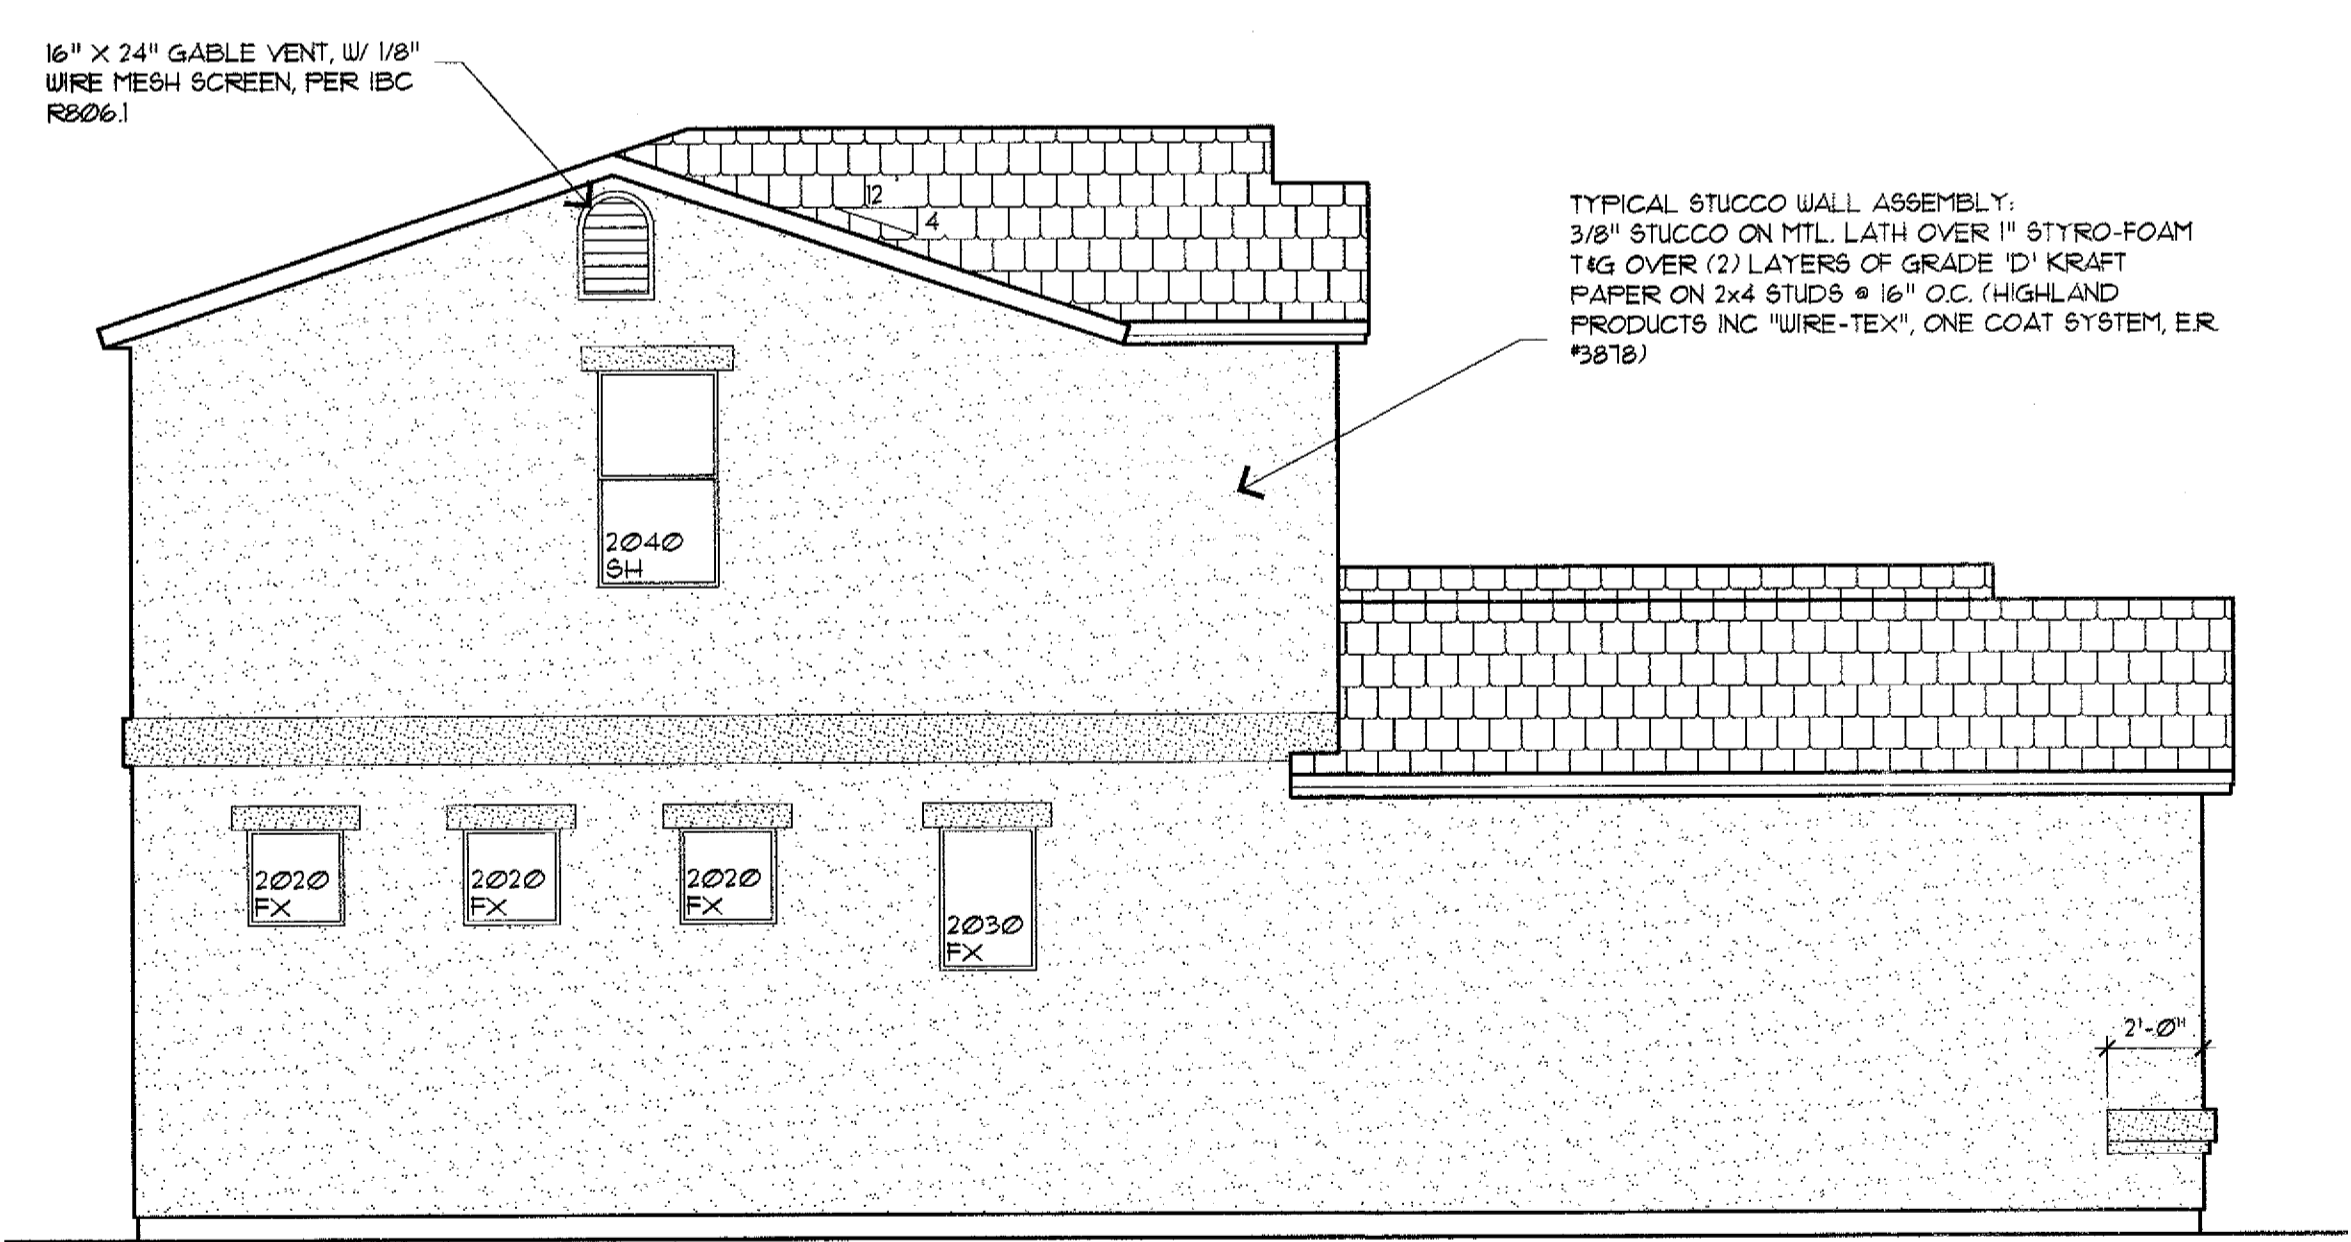 16" X 24" GABLE VENT, W/ 1/8"
WIRE MESH SCREEN, PER IBC
R806.1
12
4
TYPICAL STUCCO WALL ASSEMBLY:
3/8" STUCCO ON MTL. LATH OVER 1" STYRO-FOAM
T&G OVER (2) LAYERS OF GRADE 'D' KRAFT
PAPER ON 2x4 STUDS @ 16" O.C. (HIGHLAND
PRODUCTS INC "WIRE-TEX", ONE COAT SYSTEM, E.R.
#3878)
2040
SH
2020
FX
2020
FX
2020
FX
2030
FX
2'-0"